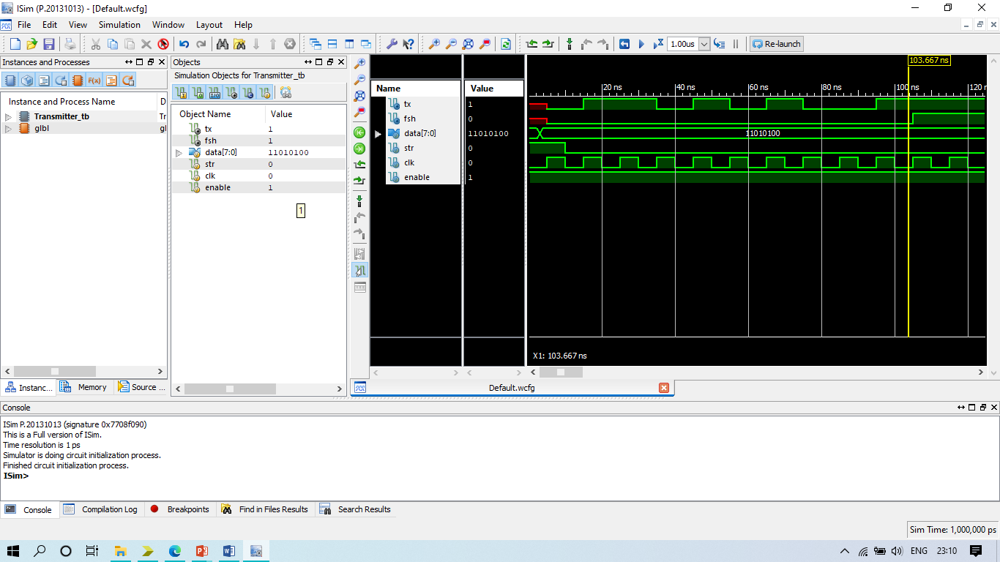 ISim (P.20131013) - [Default.wcfg]
File Edit View Simulation Window Layout Help
1.00us Re-launch
Instances and Processes
Instance and Process Name D
Transmitter_tb Tr
glbl gl
Instanc... Memory Source ...
Objects
Simulation Objects for Transmitter_tb
Object Name Value
tx 1
fsh 1
data[7:0] 11010100
str 0
clk 0
enable 1
1
Name Value
tx 1
fsh 0
data[7:0] 11010100
str 0
clk 0
enable 1
103.667 ns
20 ns 40 ns 60 ns 80 ns 100 ns 120 n
11010100
X1: 103.667 ns
Default.wcfg
Console
ISim P.20131013 (signature 0x7708f090)
This is a Full version of ISim.
Time resolution is 1 ps
Simulator is doing circuit initialization process.
Finished circuit initialization process.
ISim>
Console Compilation Log Breakpoints Find in Files Results Search Results
Sim Time: 1,000,000 ps
ENG 23:10